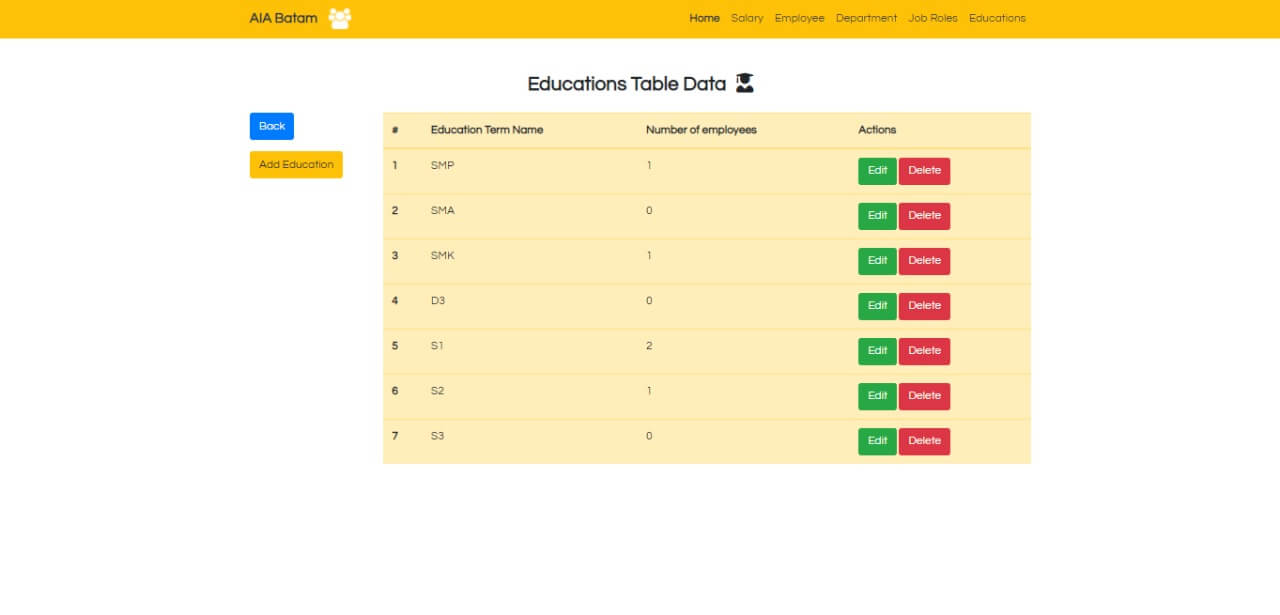 AIA Batam Home Salary Employee Department Job Roles Educations
Educations Table Data
Back
Add Education
# Education Term Name Number of employees Actions
1 SMP 1 Edit Delete
2 SMA 0 Edit Delete
3 SMK 1 Edit Delete
4 D3 0 Edit Delete
5 S1 2 Edit Delete
6 S2 1 Edit Delete
7 S3 0 Edit Delete